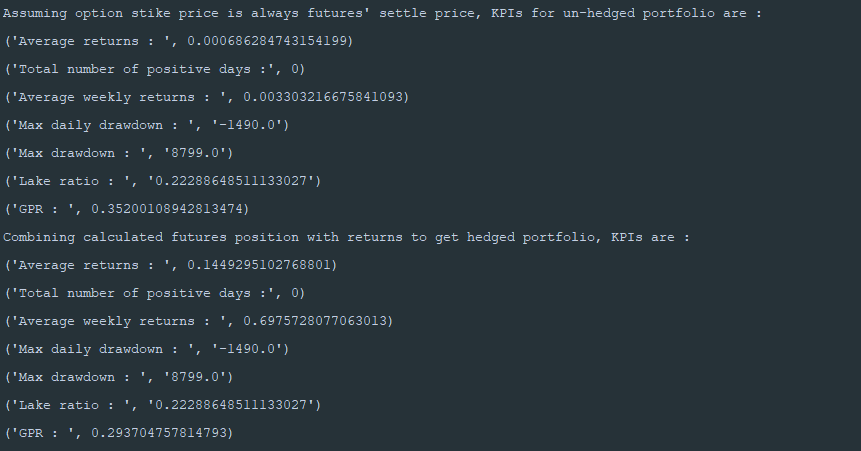 Assuming option stike price is always futures' settle price, KPIs for un-hedged portfolio are :
('Average returns : ', 0.000686284743154199)
('Total number of positive days :', 0)
('Average weekly returns : ', 0.003303216675841093)
('Max daily drawdown : ', '-1490.0')
('Max drawdown : ', '8799.0')
('Lake ratio : ', '0.22288648511133027')
('GPR : ', 0.35200108942813474)
Combining calculated futures position with returns to get hedged portfolio, KPIs are :
('Average returns : ', 0.1449295102768801)
('Total number of positive days :', 0)
('Average weekly returns : ', 0.6975728077063013)
('Max daily drawdown : ', '-1490.0')
('Max drawdown : ', '8799.0')
('Lake ratio : ', '0.22288648511133027')
('GPR : ', 0.293704757814793)